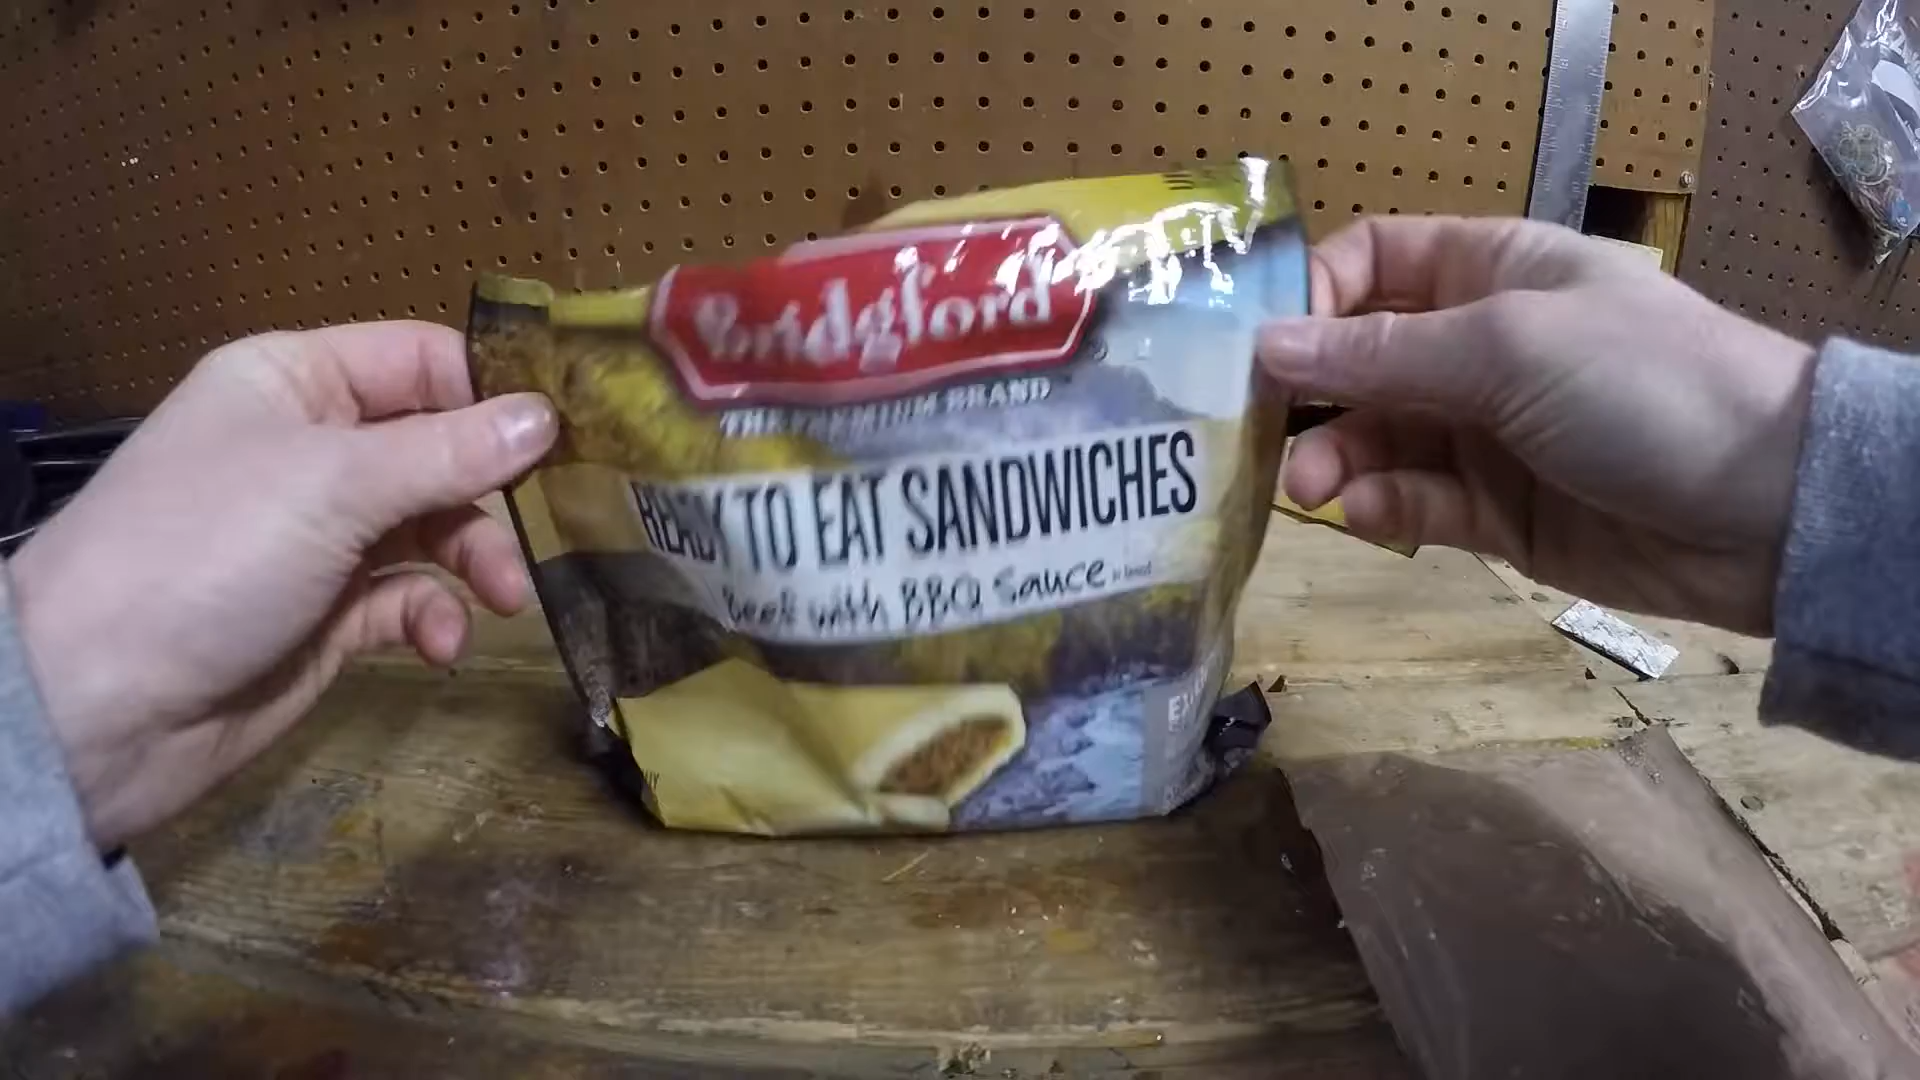 Bridgford
THE PREMIUM BRAND
READY TO EAT SANDWICHES
Beef with BBQ Sauce